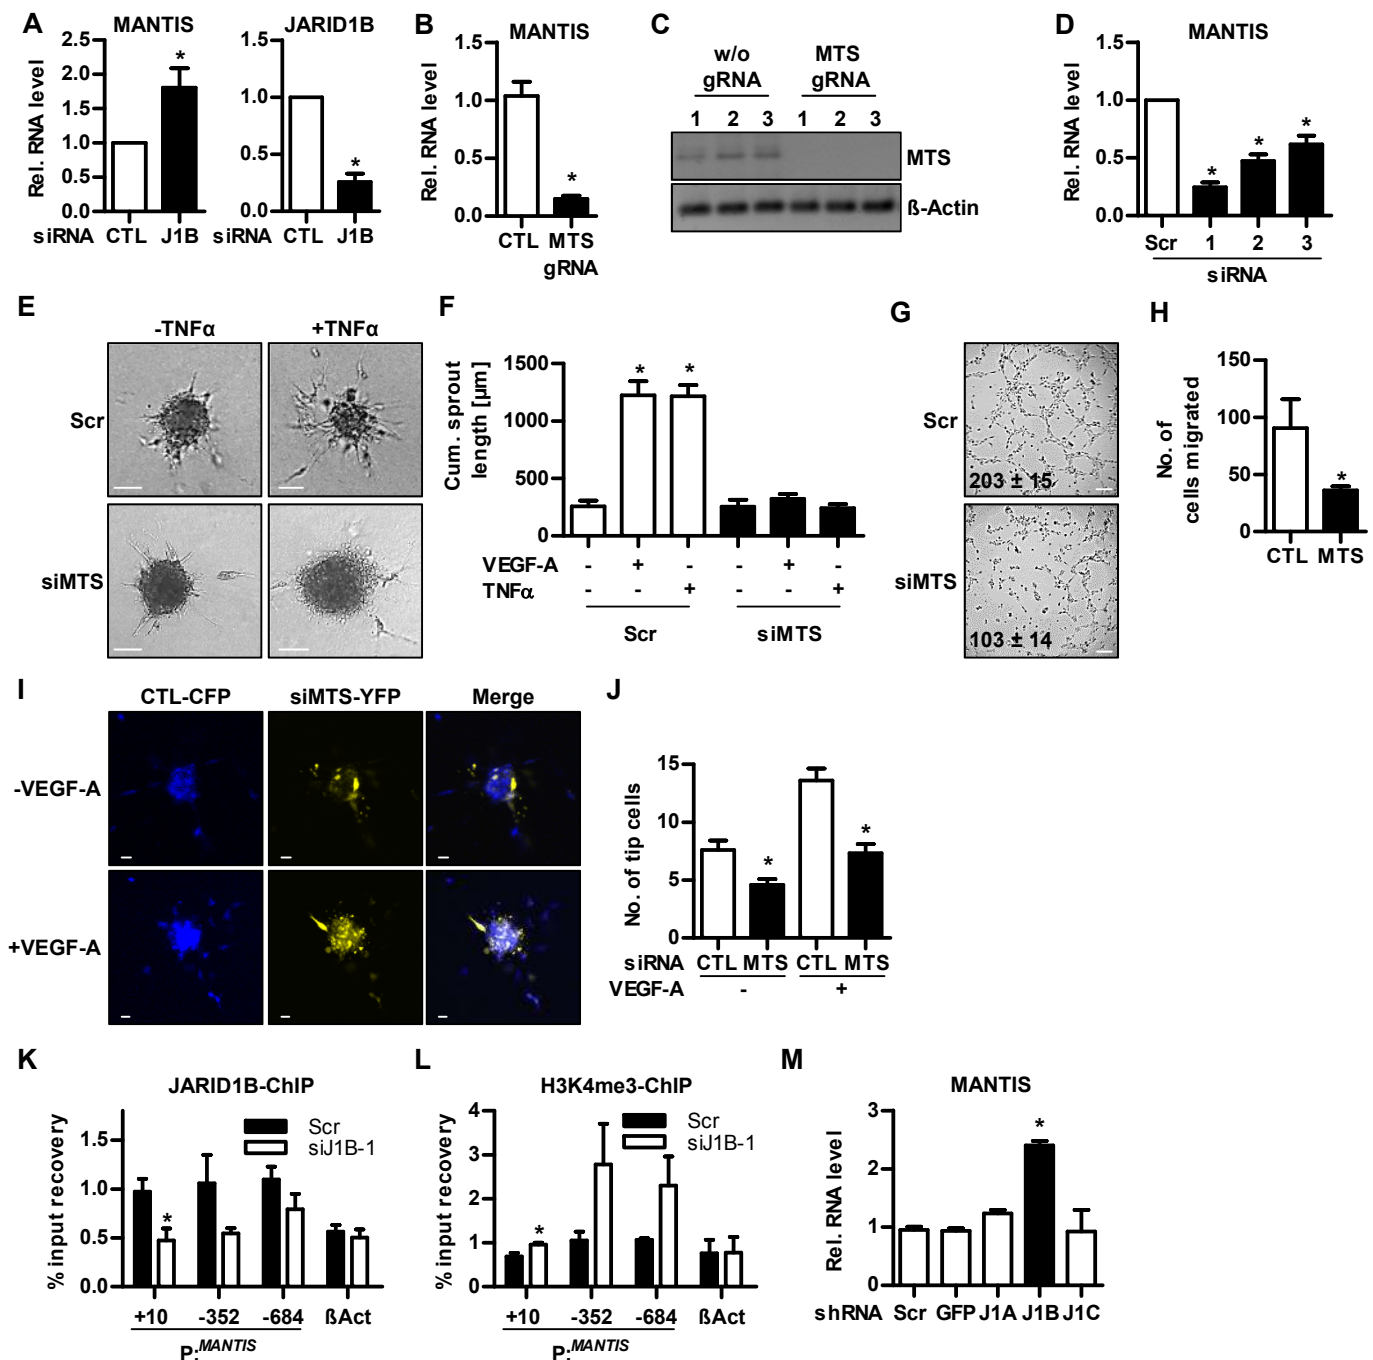 A
MANTIS
Rel. RNA level
2.5
2.0
1.5
1.0
0.5
0.0
*
siRNA CTL J1B
JARID1B
1.5
1.0
0.5
0.0
*
siRNA CTL J1B
B
MANTIS
Rel. RNA level
1.5
1.0
0.5
0.0
*
CTL MTS
gRNA
C
w/o MTS
gRNA gRNA
1 2 3 1 2 3
MTS
ß-Actin
D
MANTIS
Rel. RNA level
1.5
1.0
0.5
0.0
* * *
Scr 1 2 3
siRNA
E
-TNFα +TNFα
Scr
siMTS
F
Cum. sprout
length [µm]
1500
1000
500
0
* *
VEGF-A - + - - + -
TNFα - - + - - +
Scr siMTS
G
Scr
203 ± 15
siMTS
103 ± 14
H
No. of
cells migrated
150
100
50
0
*
CTL MTS
I
CTL-CFP siMTS-YFP Merge
-VEGF-A
+VEGF-A
J
No. of tip cells
15
10
5
0
* *
siRNA CTL MTS CTL MTS
VEGF-A - +
K
JARID1B-ChIP
% input recovery
1.5
1.0
0.5
0.0
Scr
siJ1B-1
*
+10 -352 -684 ßAct
P:MANTIS
L
H3K4me3-ChIP
% input recovery
4
3
2
1
0
Scr
siJ1B-1
*
+10 -352 -684 ßAct
P:MANTIS
M
MANTIS
Rel. RNA level
3
2
1
0
*
shRNA Scr GFP J1A J1B J1C